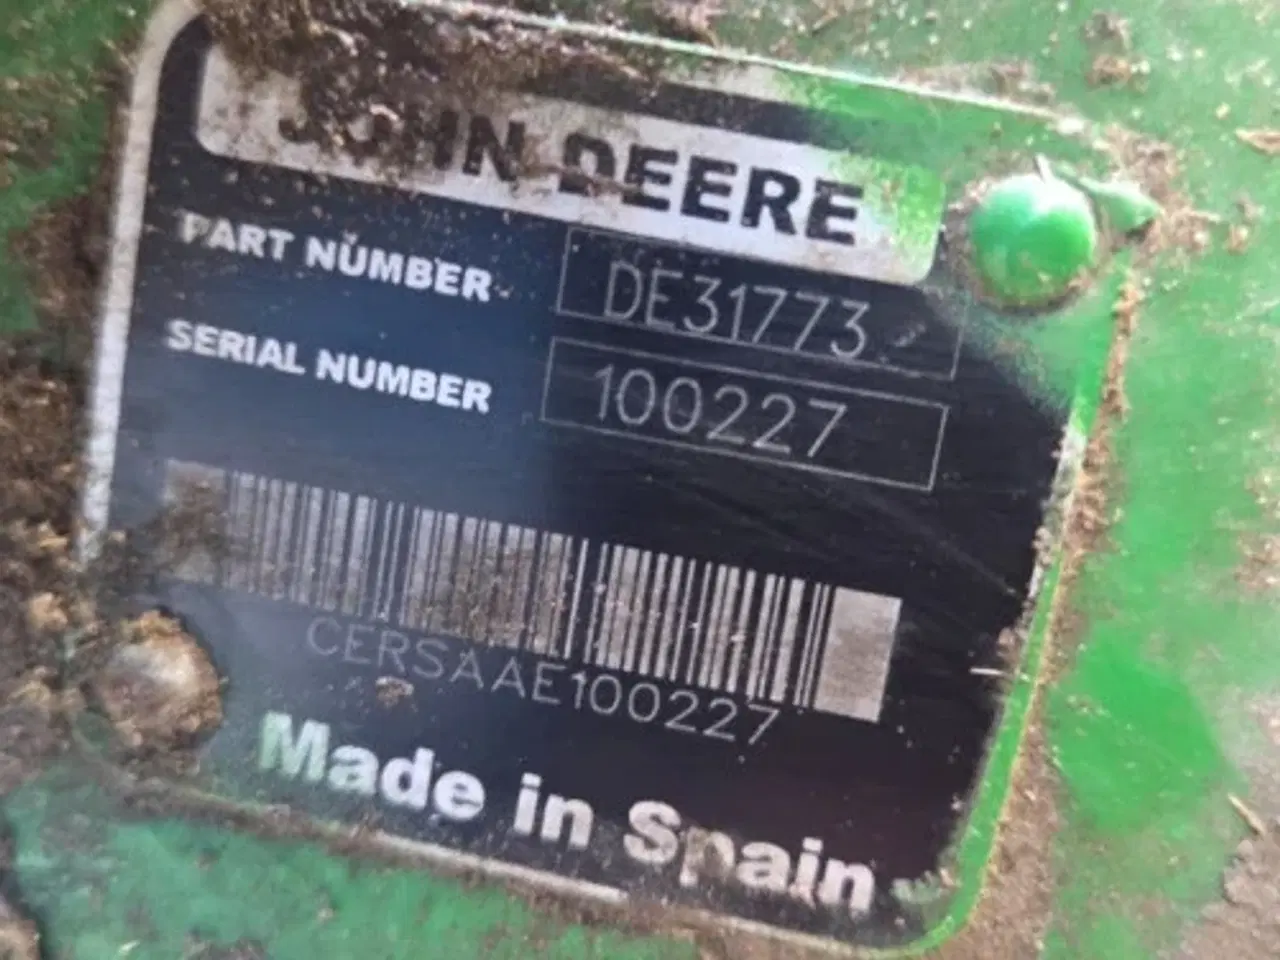 JOHN DEERE
PART NUMBER DE31773
SERIAL NUMBER 100227
CERSAAE100227
Made in Spain